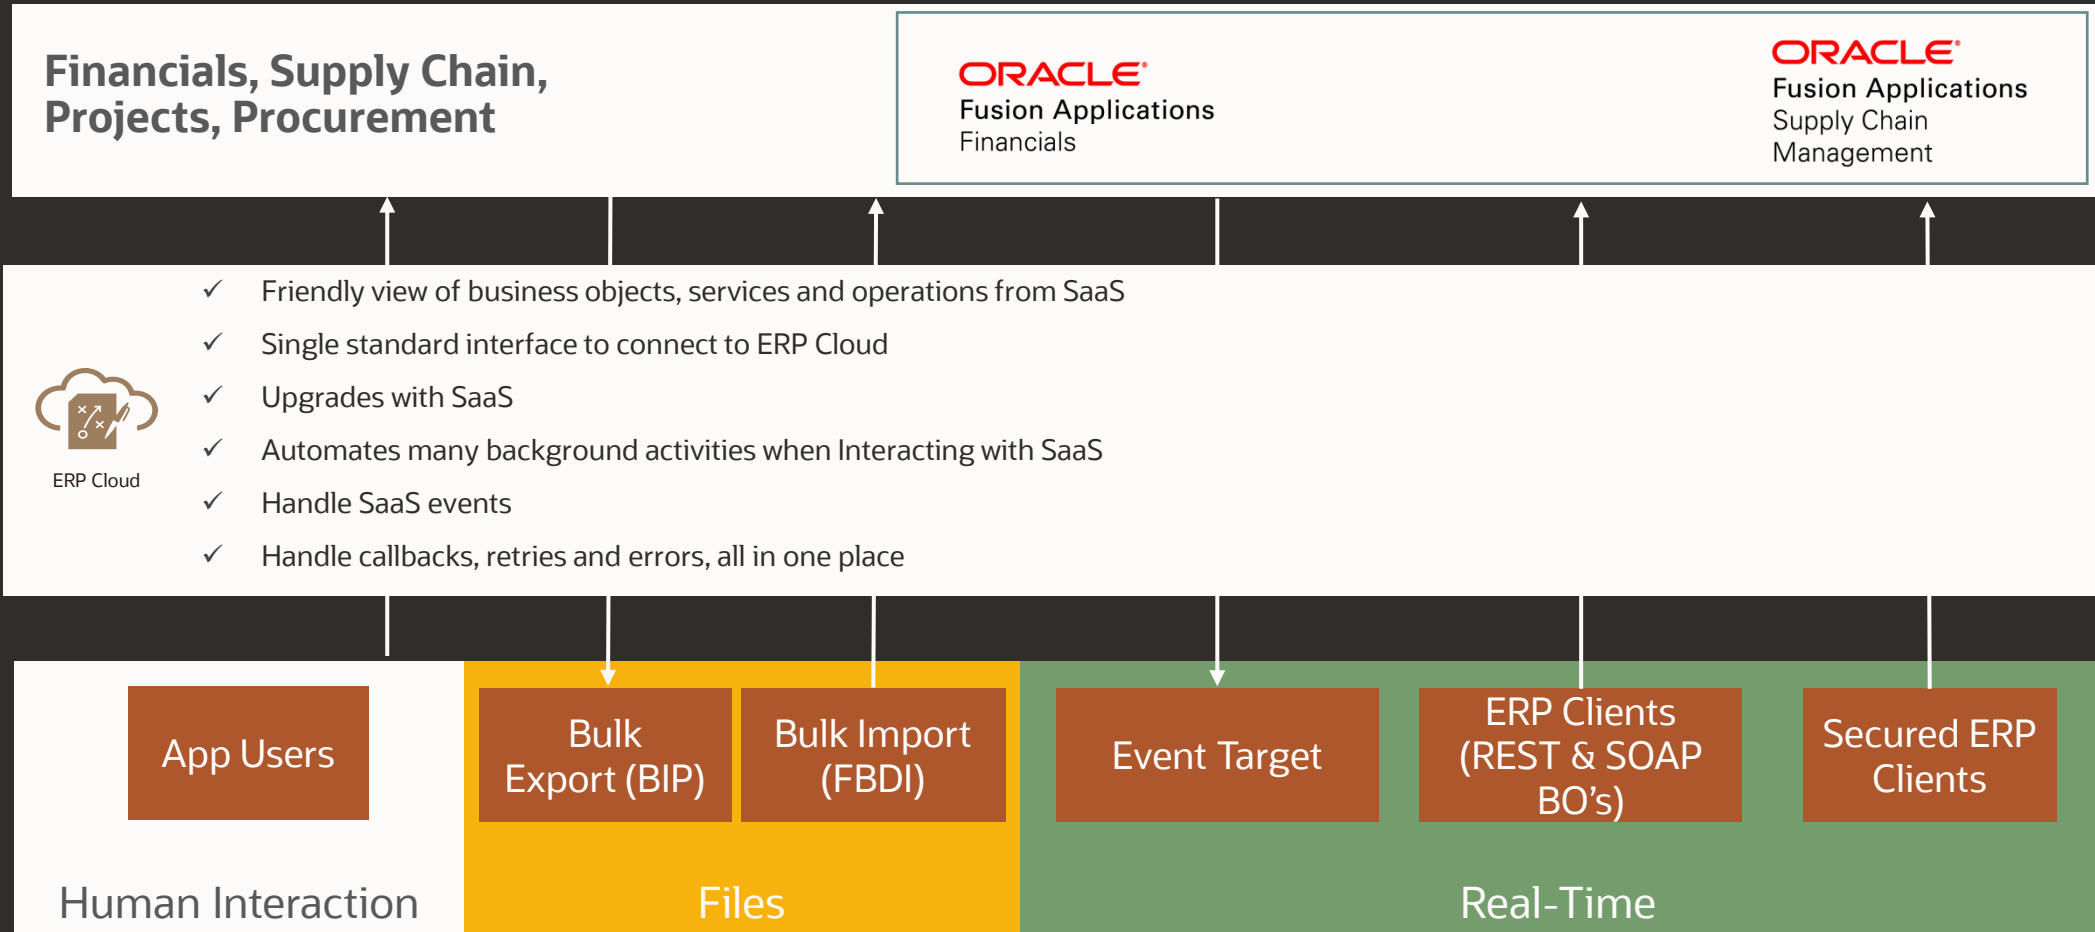 Financials, Supply Chain,
Projects, Procurement
ORACLE
Fusion Applications
Financials
ORACLE
Fusion Applications
Supply Chain
Management
✓ Friendly view of business objects, services and operations from SaaS
✓ Single standard interface to connect to ERP Cloud
✓ Upgrades with SaaS
✓ Automates many background activities when Interacting with SaaS
✓ Handle SaaS events
✓ Handle callbacks, retries and errors, all in one place
ERP Cloud
App Users
Bulk
Export (BIP)
Bulk Import
(FBDI)
Event Target
ERP Clients
(REST & SOAP
BO’s)
Secured ERP
Clients
Human Interaction
Files
Real-Time